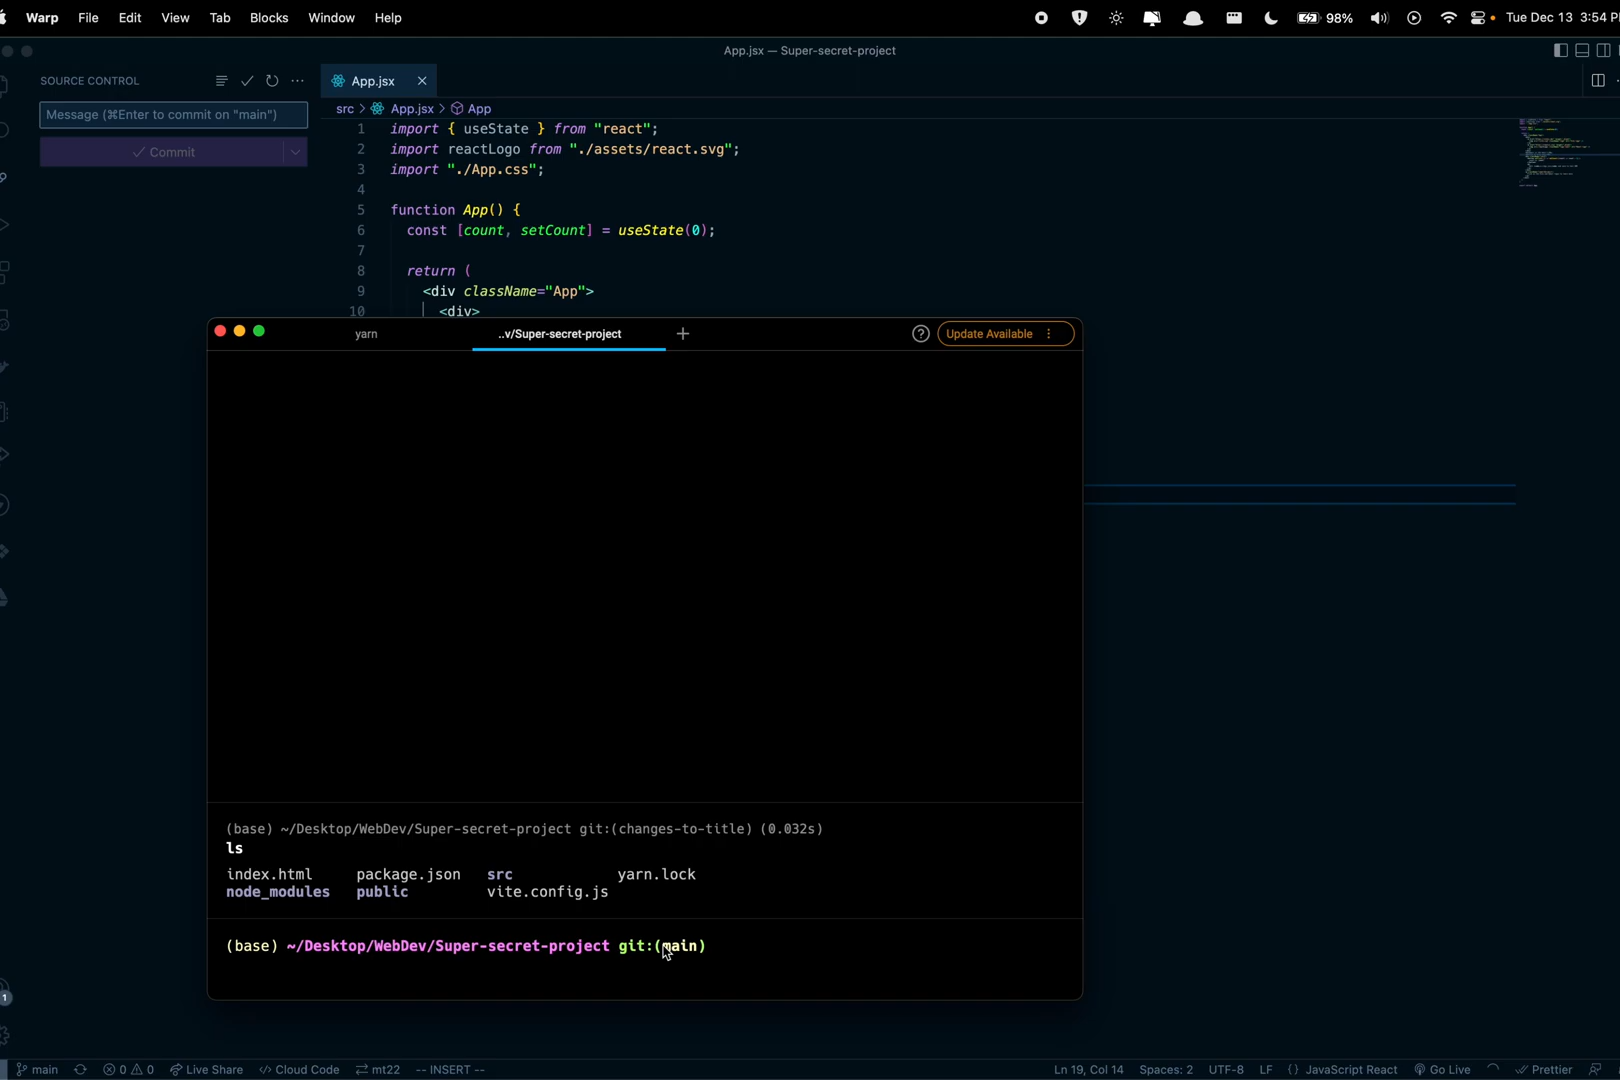 Warp File Edit View Tab Blocks Window Help 98% Tue Dec 13 3:54 P
App.jsx — Super-secret-project
SOURCE CONTROL
App.jsx
Message (⌘Enter to commit on "main")
Commit
src > App.jsx > App
1 import { useState } from "react";
2 import reactLogo from "./assets/react.svg";
3 import "./App.css";
4
5 function App() {
6 const [count, setCount] = useState(0);
7
8 return (
9 <div className="App">
10 <div>
yarn ..v/Super-secret-project + Update Available
(base) ~/Desktop/WebDev/Super-secret-project git:(changes-to-title) (0.032s)
ls
index.html package.json src yarn.lock
node_modules public vite.config.js
(base) ~/Desktop/WebDev/Super-secret-project git:(main)
1
main 0 0 Live Share Cloud Code mt22 -- INSERT -- Ln 19, Col 14 Spaces: 2 UTF-8 LF {} JavaScript React Go Live Prettier